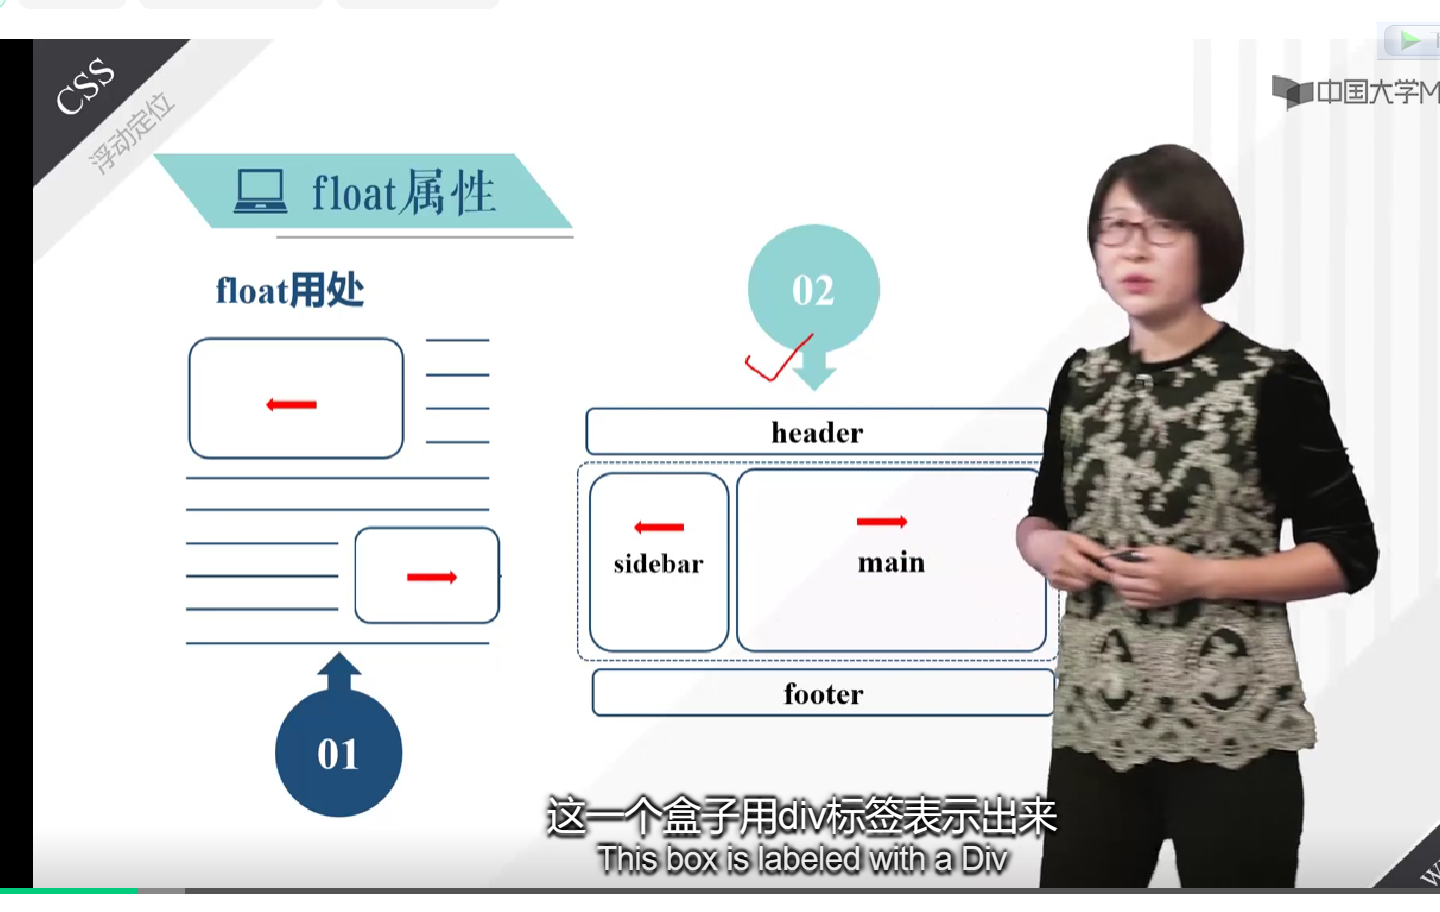 CSS
浮动定位
中国大学M
float属性
float用处
02
header
sidebar
main
footer
01
这一个盒子用div标签表示出来
This box is labeled with a Div
W